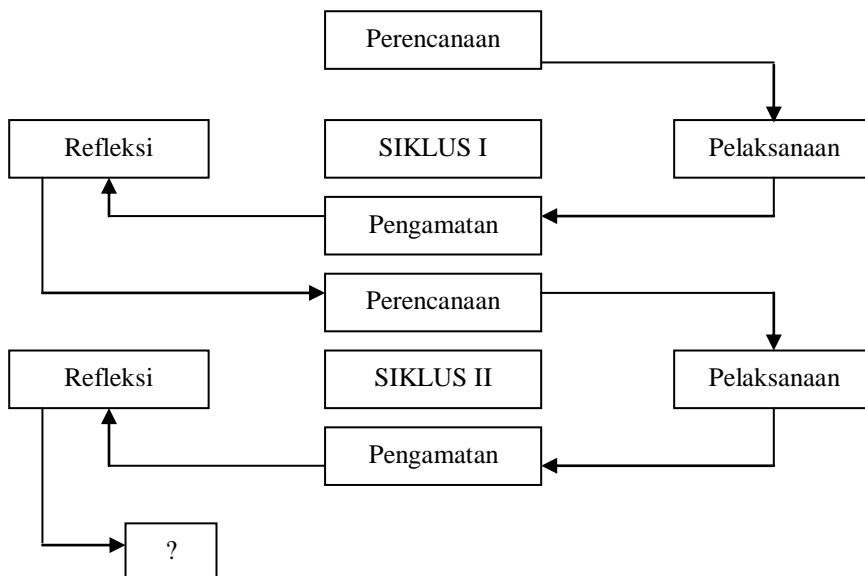 Perencanaan
Refleksi
SIKLUS I
Pelaksanaan
Pengamatan
Perencanaan
Refleksi
SIKLUS II
Pelaksanaan
Pengamatan
?